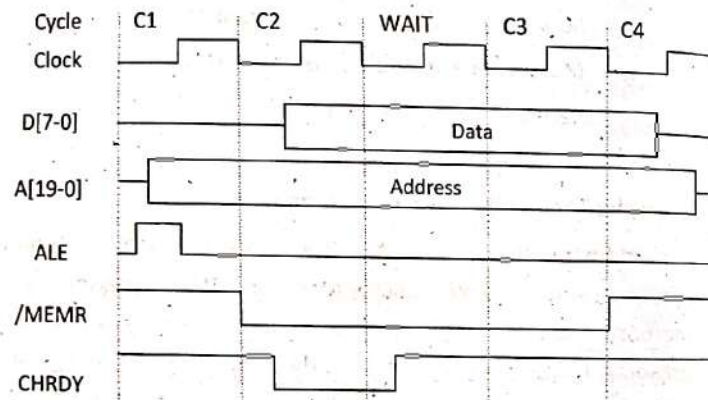 Cycle C1 C2 WAIT C3 C4
Clock
D[7-0] Data
A[19-0] Address
ALE
/MEMR
CHRDY